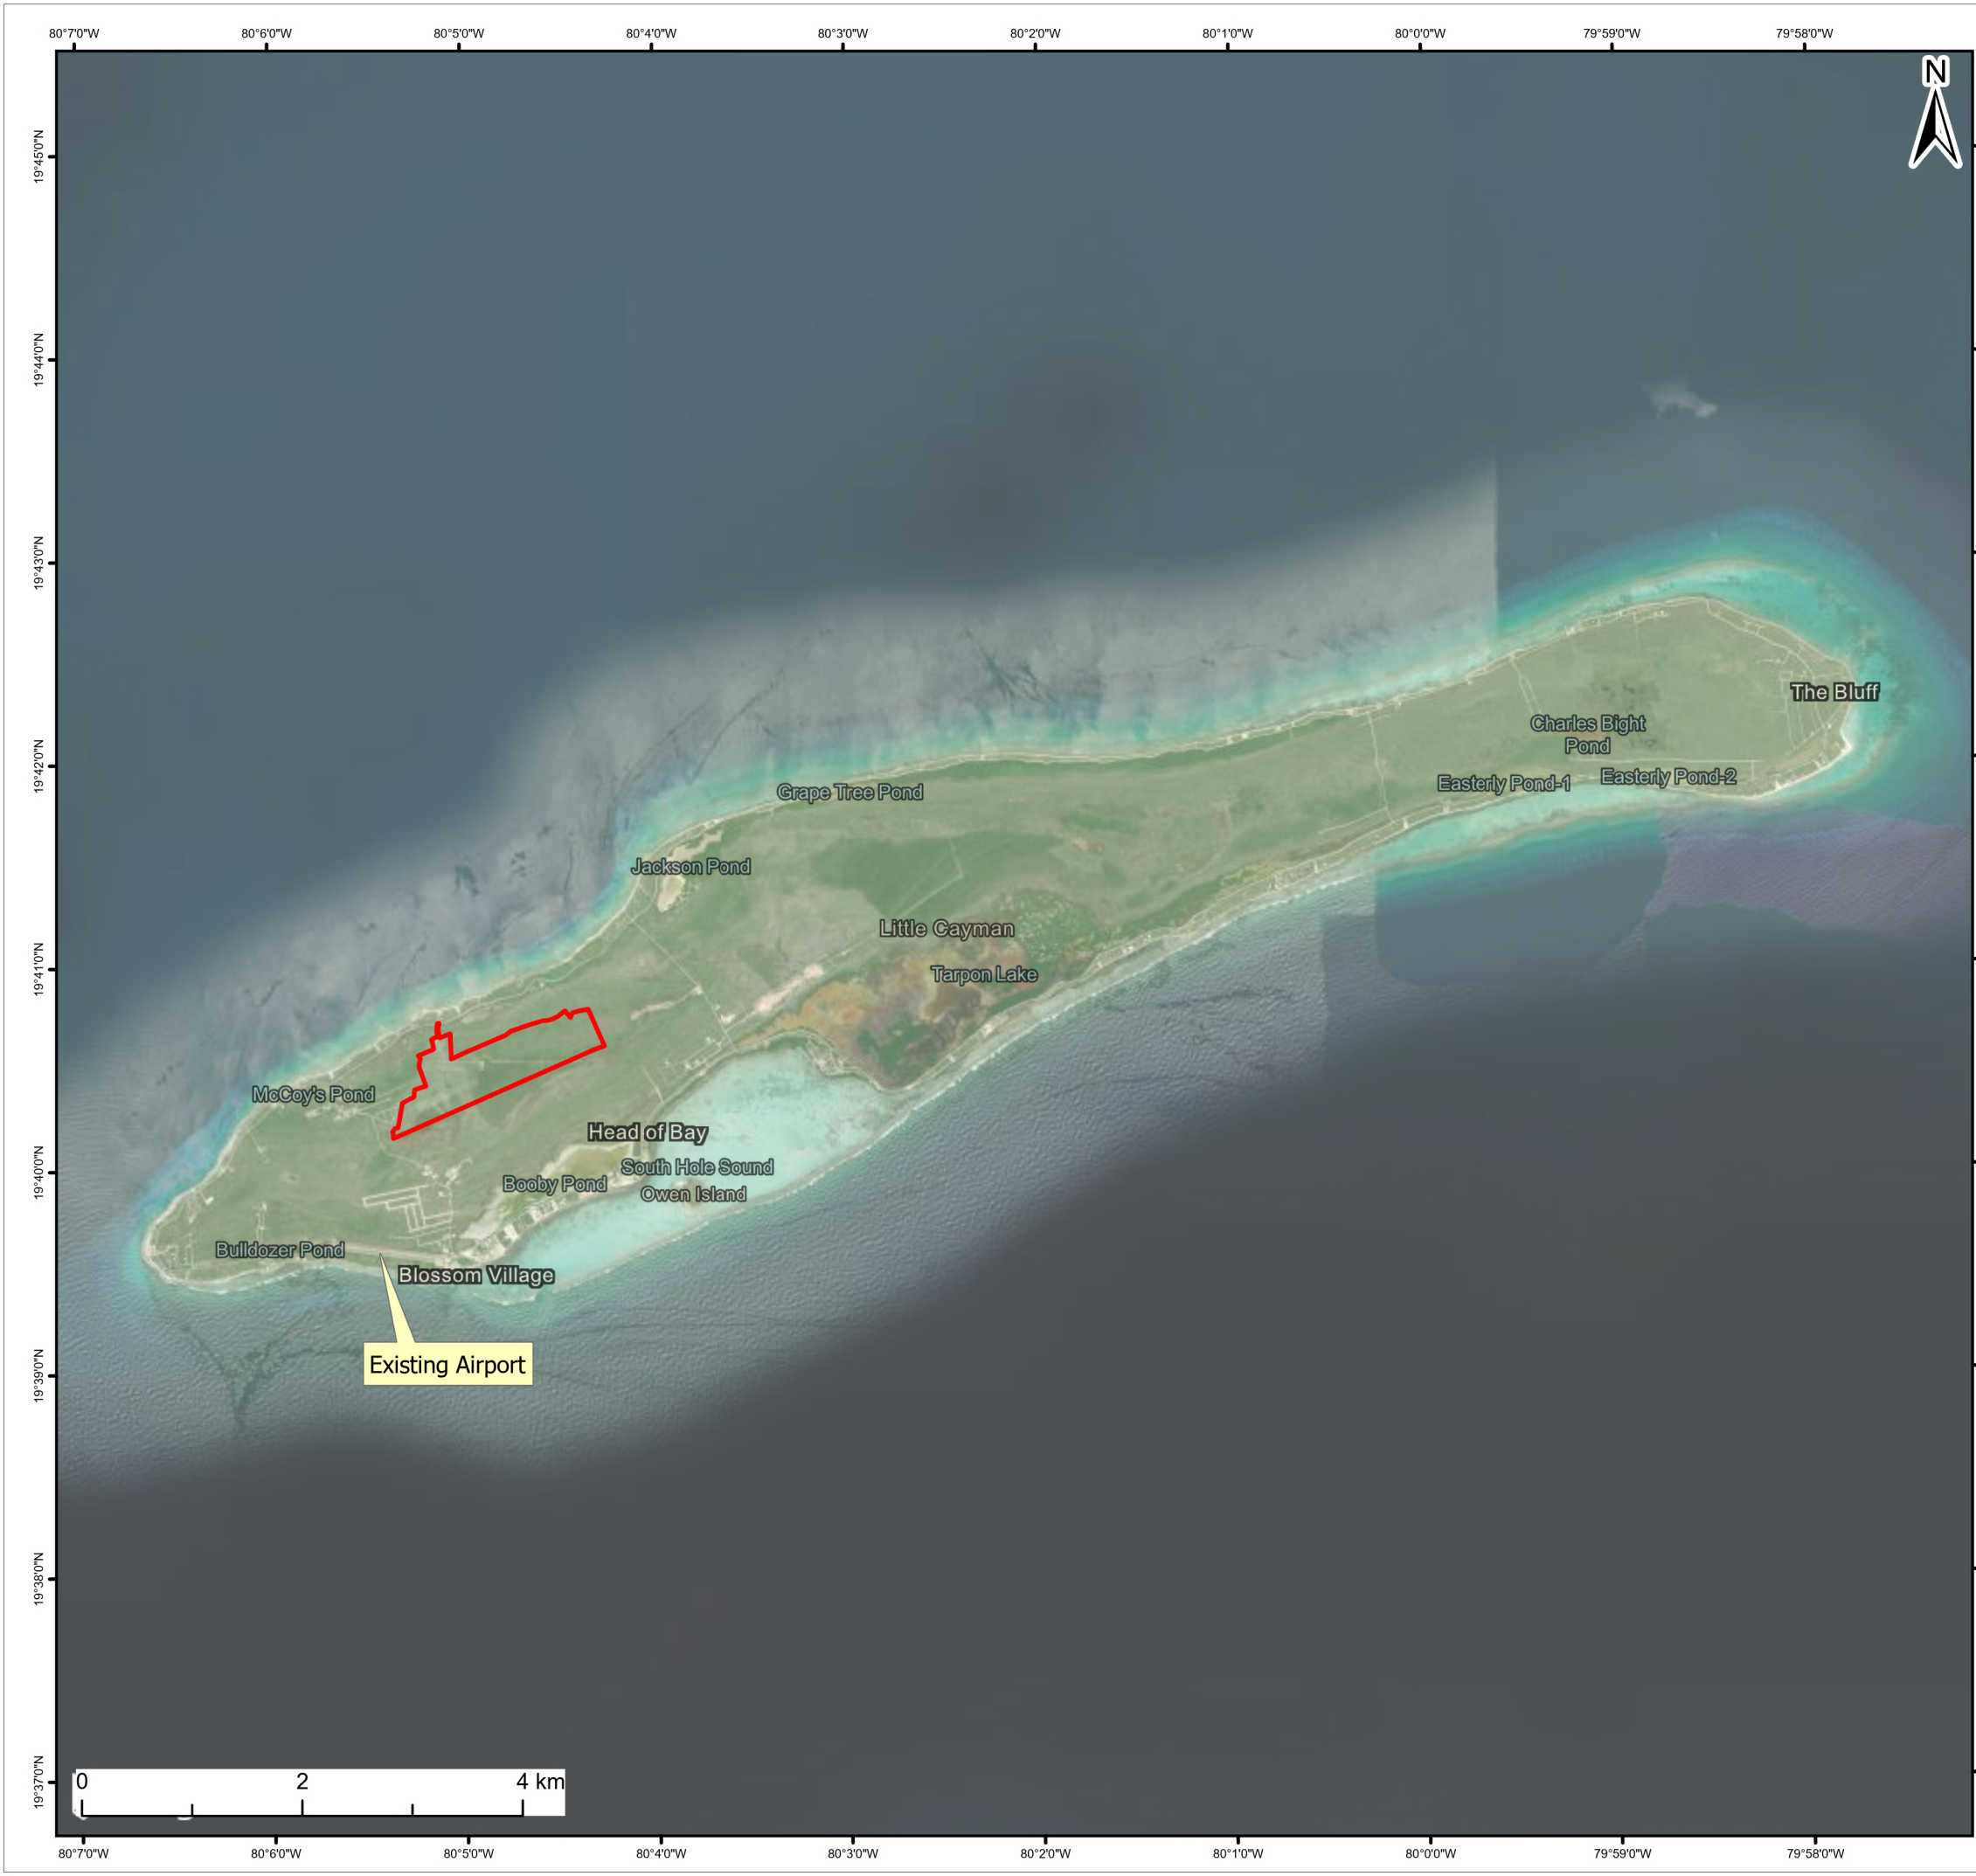 80°7'0"W 80°6'0"W 80°5'0"W 80°4'0"W 80°3'0"W 80°2'0"W 80°1'0"W 80°0'0"W 79°59'0"W 79°58'0"W
N
19°45'0"N
19°44'0"N
19°43'0"N
19°42'0"N
19°41'0"N
19°40'0"N
19°39'0"N
19°38'0"N
19°37'0"N
The Bluff
Charles Bight
Pond
Easterly Pond-1
Easterly Pond-2
Grape Tree Pond
Jackson Pond
Little Cayman
Tarpon Lake
McCoy's Pond
Head of Bay
South Hole Sound
Booby Pond
Owen Island
Bulldozer Pond
Blossom Village
Existing Airport
0 2 4 km
80°7'0"W 80°6'0"W 80°5'0"W 80°4'0"W 80°3'0"W 80°2'0"W 80°1'0"W 80°0'0"W 79°59'0"W 79°58'0"W